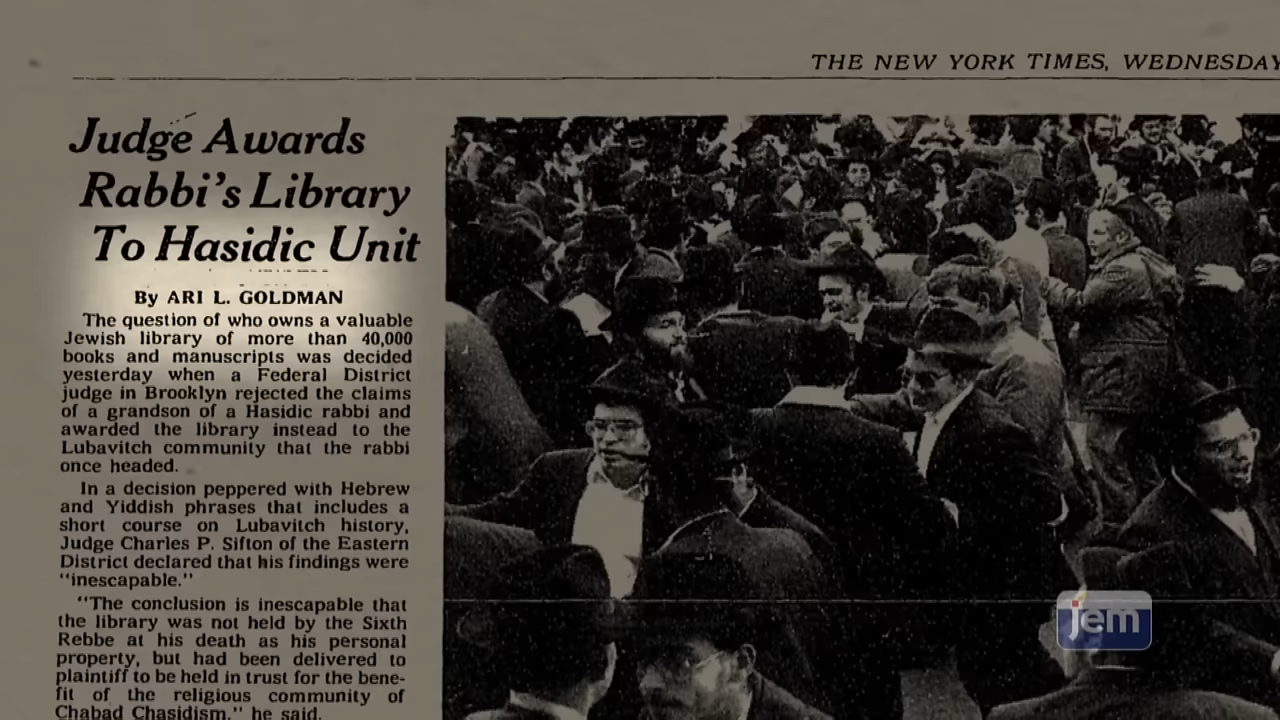 THE NEW YORK TIMES, WEDNESDAY
Judge Awards
Rabbi's Library
To Hasidic Unit
By ARI L. GOLDMAN
The question of who owns a valuable
Jewish library of more than 40,000
books and manuscripts was decided
yesterday when a Federal District
judge in Brooklyn rejected the claims
of a grandson of a Hasidic rabbi and
awarded the library instead to the
Lubavitch community that the rabbi
once headed.
In a decision peppered with Hebrew
and Yiddish phrases that includes a
short course on Lubavitch history,
Judge Charles P. Sifton of the Eastern
District declared that his findings were
"inescapable."
"The conclusion is inescapable that
the library was not held by the Sixth
Rebbe at his death as his personal
property, but had been delivered to
plaintiff to be held in trust for the bene-
fit of the religious community of
Chabad Chasidism," he said.
jem